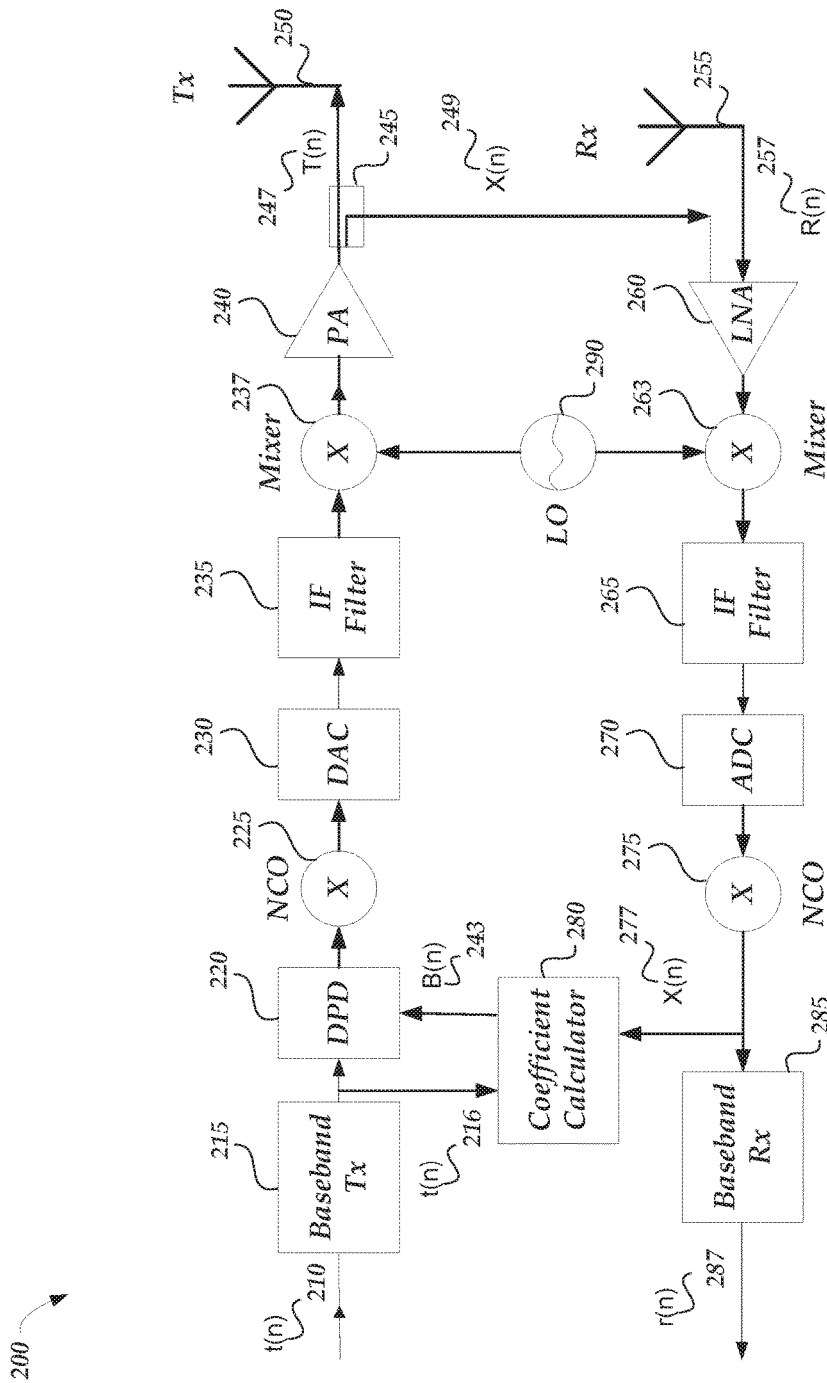 200
t(n)
210
215
Baseband
Tx
t(n)
216
220
DPD
B(n)
243
NCO
225
X
230
DAC
235
IF
Filter
Mixer
237
X
240
PA
247
T(n)
245
Tx
250
249
X(n)
Rx
255
257
R(n)
260
LNA
290
LO
263
X
Mixer
265
IF
Filter
270
ADC
275
X
NCO
277
X(n)
280
Coefficient
Calculator
285
Baseband
Rx
r(n)
287